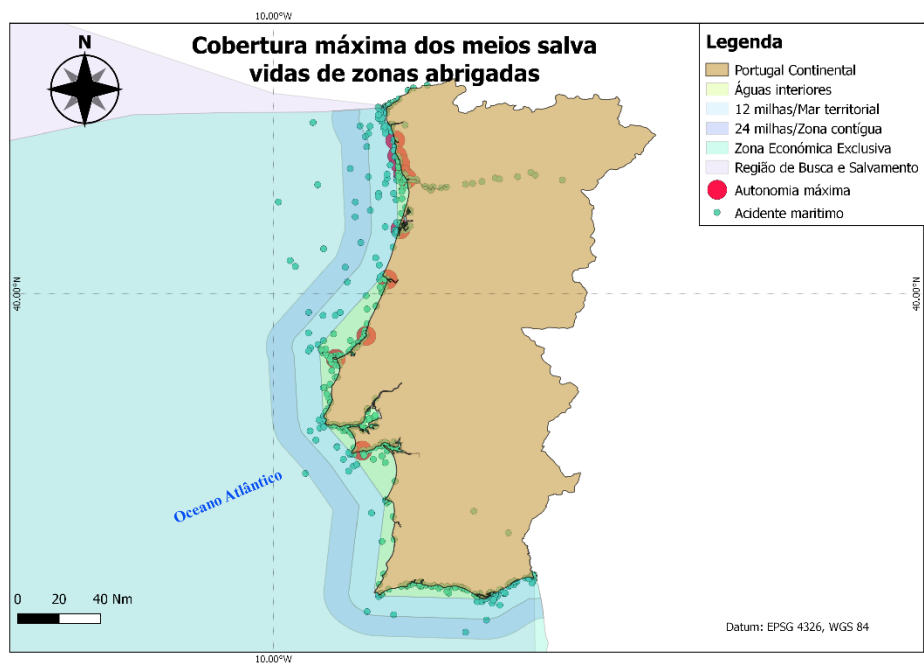 10.00°W
N
Cobertura máxima dos meios salva
vidas de zonas abrigadas
Legenda
Portugal Continental
Águas interiores
12 milhas/Mar territorial
24 milhas/Zona contígua
Zona Económica Exclusiva
Região de Busca e Salvamento
Autonomia máxima
Acidente maritimo
40.00°N
40.00°N
Oceano Atlântico
0 20 40 Nm
Datum: EPSG 4326, WGS 84
10.00°W